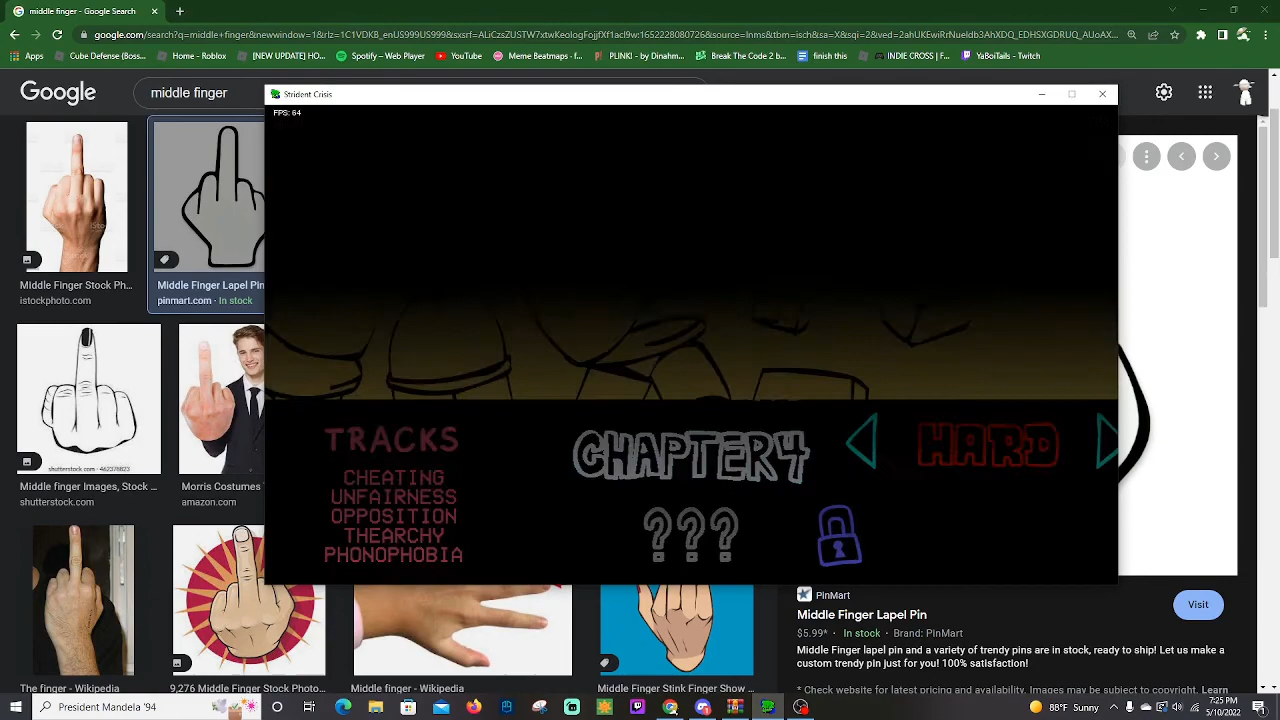 middle finger - Google Search
google.com/search?q=middle+finger
Apps
Cube Defense (bought...
Home - Roblox
[NEW UPDATE] HO...
Spotify – Web Player
YouTube
Meme Beatmaps - f...
PLINK! - by Dinahm...
Break The Code 2 b...
finish this
INDIE CROSS | F...
YaBoiTails - Twitch
Google
middle finger
Strident Crisis
FPS: 64
Middle Finger Stock Ph...
istockphoto.com
Middle Finger Lapel Pin
pinmart.com · In stock
shutterstock.com · 462376823
Middle finger Images, Stock ...
shutterstock.com
Morris Costumes
amazon.com
TRACKS
CHEATING
UNFAIRNESS
OPPOSITION
THEARCHY
PHONOPHOBIA
CHAPTER4
HARD
???
PinMart
Middle Finger Lapel Pin
Visit
$5.99* · In stock · Brand: PinMart
Middle Finger lapel pin and a variety of trendy pins are in stock, ready to ship! Let us make a
custom trendy pin just for you! 100% satisfaction!
* Check website for latest pricing and availability. Images may be subject to copyright. Learn
The finger - Wikipedia
9,276 Middle Finger Stock Photo...
Middle finger - Wikipedia
Middle Finger Stink Finger Show ...
President Mandela '94
88°F Sunny
7:25 PM
5/10/2022